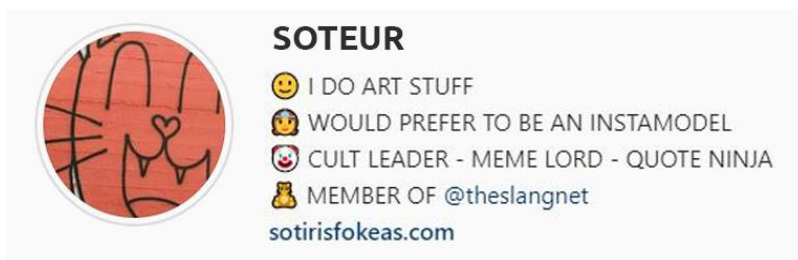 SOTEUR
🙂 I DO ART STUFF
👸 WOULD PREFER TO BE AN INSTAMODEL
🤡 CULT LEADER - MEME LORD - QUOTE NINJA
🧸 MEMBER OF @theslangnet
sotirisfokeas.com